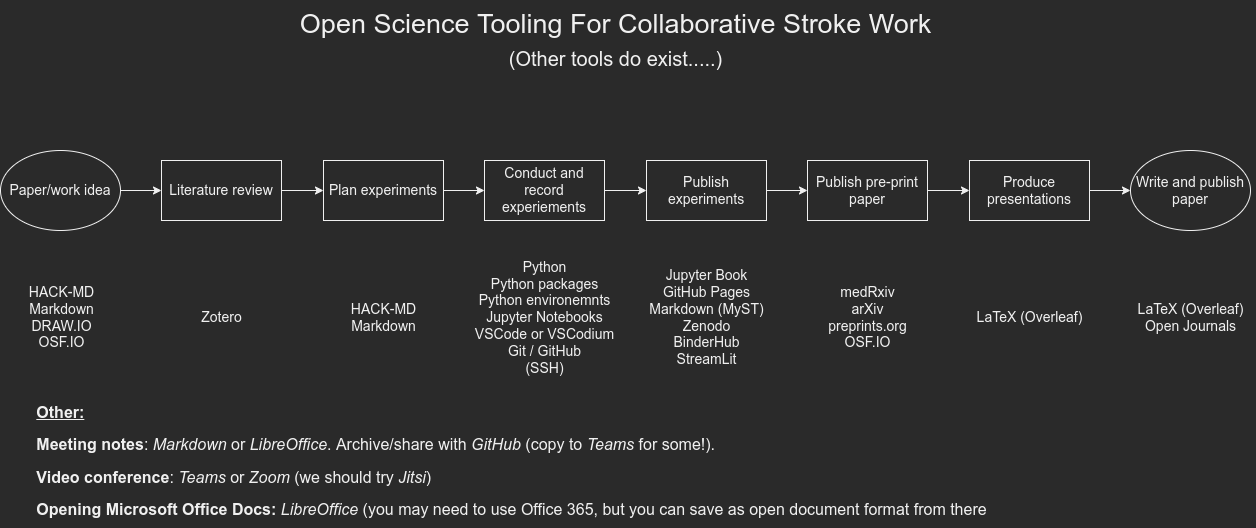 Open Science Tooling For Collaborative Stroke Work
(Other tools do exist.....)
Paper/work idea
Literature review
Plan experiments
Conduct and
record
experiements
Publish
experiments
Publish pre-print
paper
Produce
presentations
Write and publish
paper
HACK-MD
Markdown
DRAW.IO
OSF.IO
Zotero
HACK-MD
Markdown
Python
Python packages
Python environemnts
Jupyter Notebooks
VSCode or VSCodium
Git / GitHub
(SSH)
Jupyter Book
GitHub Pages
Markdown (MyST)
Zenodo
BinderHub
StreamLit
medRxiv
arXiv
preprints.org
OSF.IO
LaTeX (Overleaf)
LaTeX (Overleaf)
Open Journals
Other:
Meeting notes: Markdown or LibreOffice. Archive/share with GitHub (copy to Teams for some!).
Video conference: Teams or Zoom (we should try Jitsi)
Opening Microsoft Office Docs: LibreOffice (you may need to use Office 365, but you can save as open document format from there